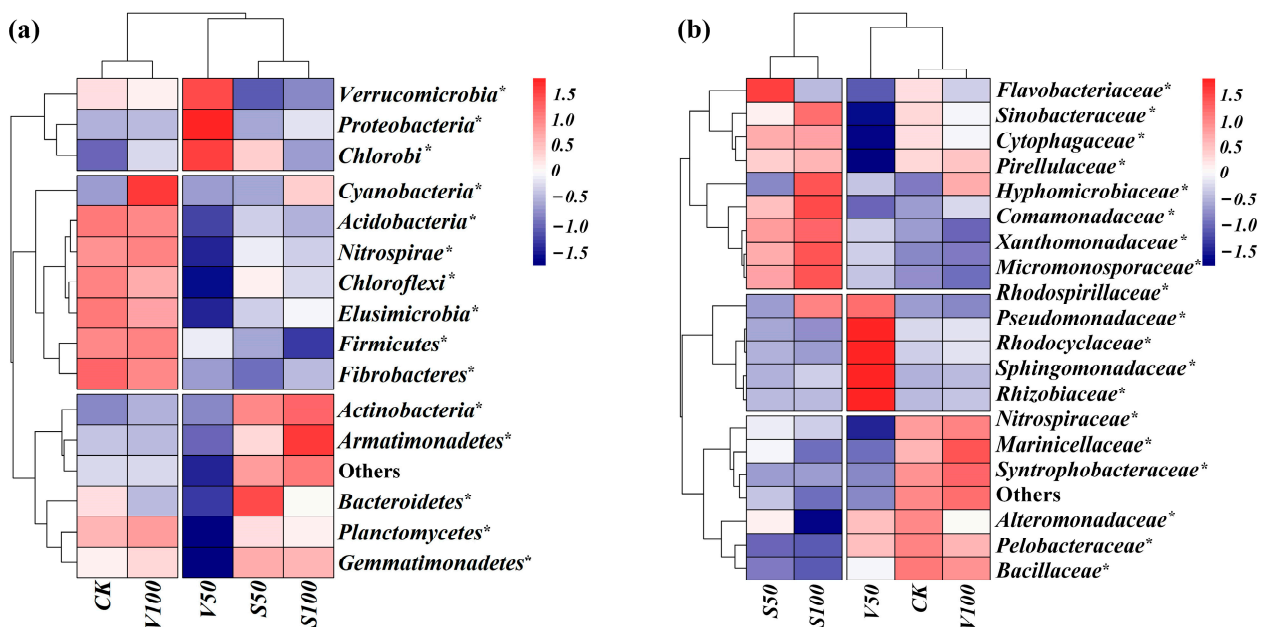 (a)
Verrucomicrobia*
Proteobacteria*
Chlorobi*
Cyanobacteria*
Acidobacteria*
Nitrospirae*
Chloroflexi*
Elusimicrobia*
Firmicutes*
Fibrobacteres*
Actinobacteria*
Armatimonadetes*
Others
Bacteroidetes*
Planctomycetes*
Gemmatimonadetes*
CK
V100
V50
S50
S100
1.5
1.0
0.5
0
−0.5
−1.0
−1.5
(b)
Flavobacteriaceae*
Sinobacteraceae*
Cytophagaceae*
Pirellulaceae*
Hyphomicrobiaceae*
Comamonadaceae*
Xanthomonadaceae*
Micromonosporaceae*
Rhodospirillaceae*
Pseudomonadaceae*
Rhodocyclaceae*
Sphingomonadaceae*
Rhizobiaceae*
Nitrospiraceae*
Marinicellaceae*
Syntrophobacteraceae*
Others
Alteromonadaceae*
Pelobacteraceae*
Bacillaceae*
S50
S100
V50
CK
V100
1.5
1.0
0.5
0
−0.5
−1.0
−1.5